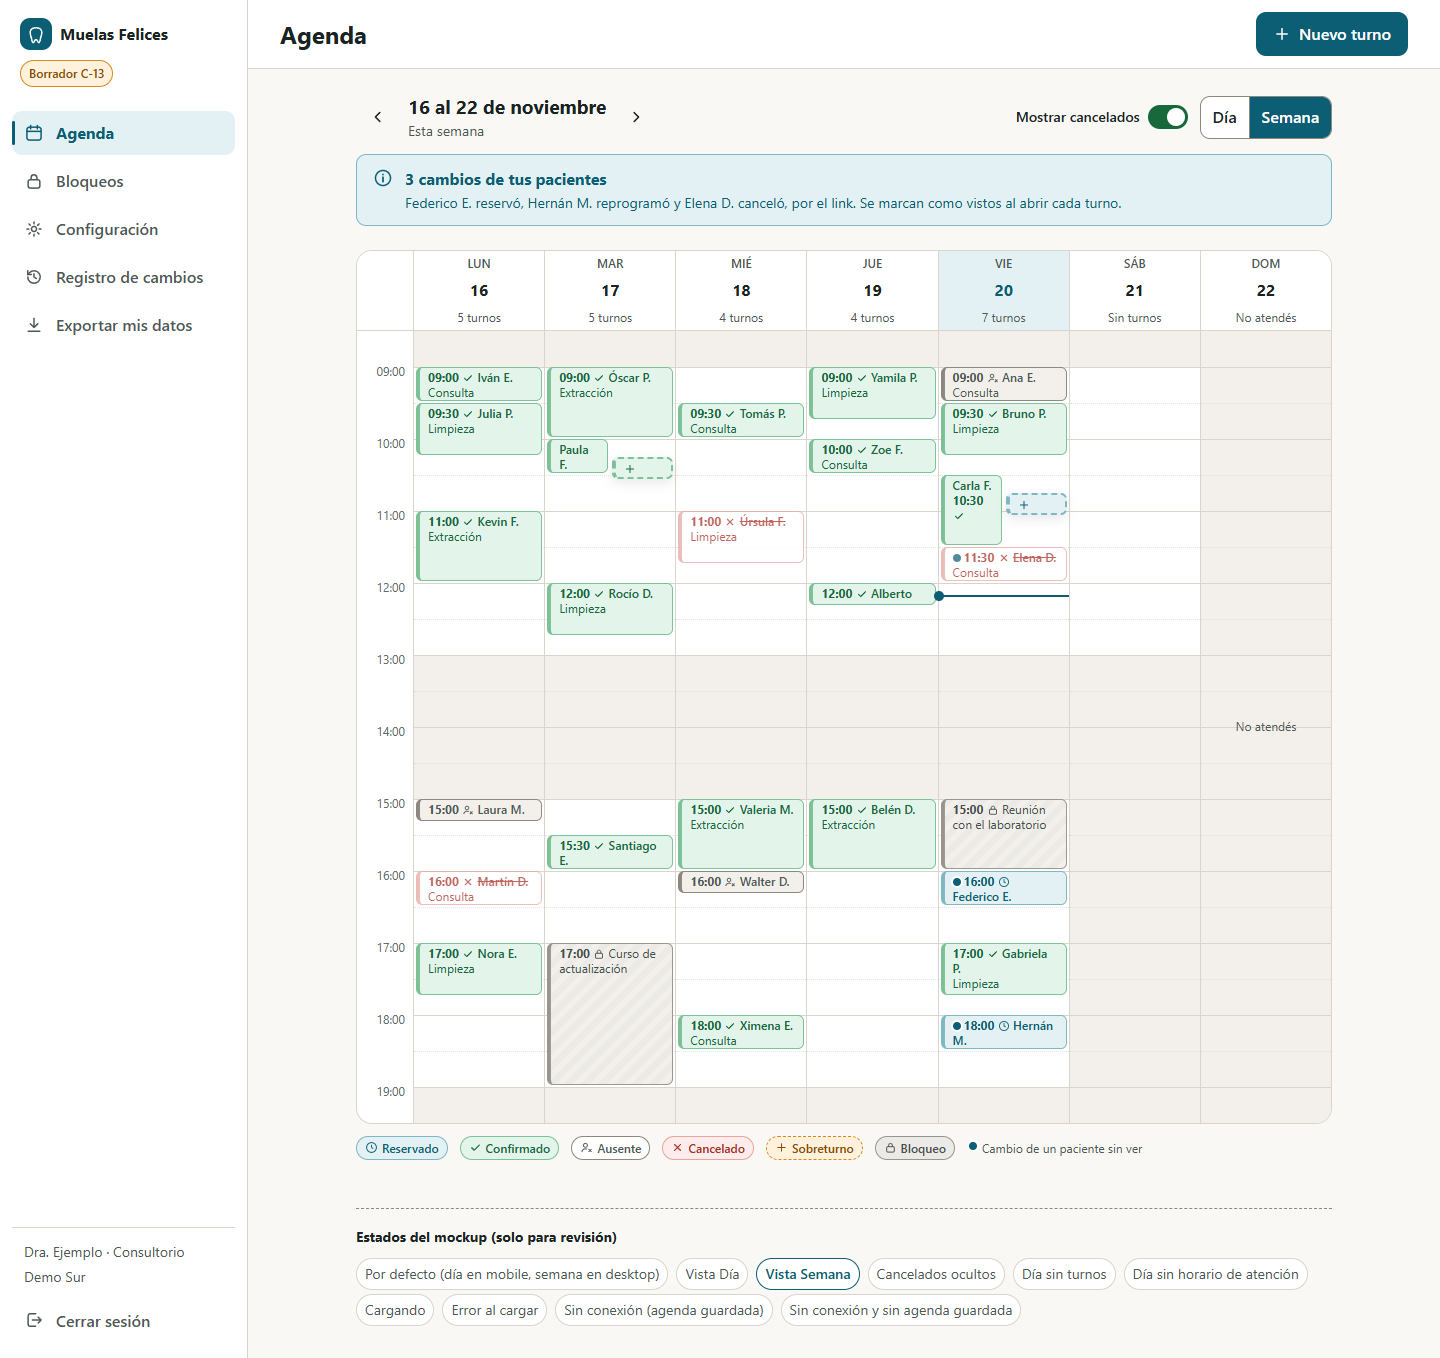 Muelas Felices
Borrador C-13
Agenda
Bloqueos
Configuración
Registro de cambios
Exportar mis datos
Dra. Ejemplo · Consultorio
Demo Sur
Cerrar sesión
Agenda
+ Nuevo turno
16 al 22 de noviembre
Esta semana
Mostrar cancelados
Día
Semana
3 cambios de tus pacientes
Federico E. reservó, Hernán M. reprogramó y Elena D. canceló, por el link. Se marcan como vistos al abrir cada turno.
LUN
16
5 turnos
MAR
17
5 turnos
MIÉ
18
4 turnos
JUE
19
4 turnos
VIE
20
7 turnos
SÁB
21
Sin turnos
DOM
22
No atendés
09:00
10:00
11:00
12:00
13:00
14:00
15:00
16:00
17:00
18:00
19:00
09:00 ✓ Iván E.
Consulta
09:30 ✓ Julia P.
Limpieza
11:00 ✓ Kevin F.
Extracción
15:00 Laura M.
16:00 × Martín D.
Consulta
17:00 ✓ Nora E.
Limpieza
09:00 ✓ Óscar P.
Extracción
Paula
F.
+
12:00 ✓ Rocío D.
Limpieza
15:30 ✓ Santiago
E.
17:00 Curso de
actualización
09:30 ✓ Tomás P.
Consulta
11:00 × Úrsula F.
Limpieza
15:00 ✓ Valeria M.
Extracción
16:00 Walter D.
18:00 ✓ Ximena E.
Consulta
09:00 ✓ Yamila P.
Limpieza
10:00 ✓ Zoe F.
Consulta
12:00 ✓ Alberto
15:00 ✓ Belén D.
Extracción
09:00 Ana E.
Consulta
09:30 ✓ Bruno P.
Limpieza
Carla F.
10:30
✓
+
11:30 × Elena D.
Consulta
15:00 Reunión
con el laboratorio
16:00
Federico E.
17:00 ✓ Gabriela
P.
Limpieza
18:00 Hernán
M.
No atendés
Reservado
✓ Confirmado
Ausente
× Cancelado
+ Sobreturno
Bloqueo
Cambio de un paciente sin ver
Estados del mockup (solo para revisión)
Por defecto (día en mobile, semana en desktop)
Vista Día
Vista Semana
Cancelados ocultos
Día sin turnos
Día sin horario de atención
Cargando
Error al cargar
Sin conexión (agenda guardada)
Sin conexión y sin agenda guardada